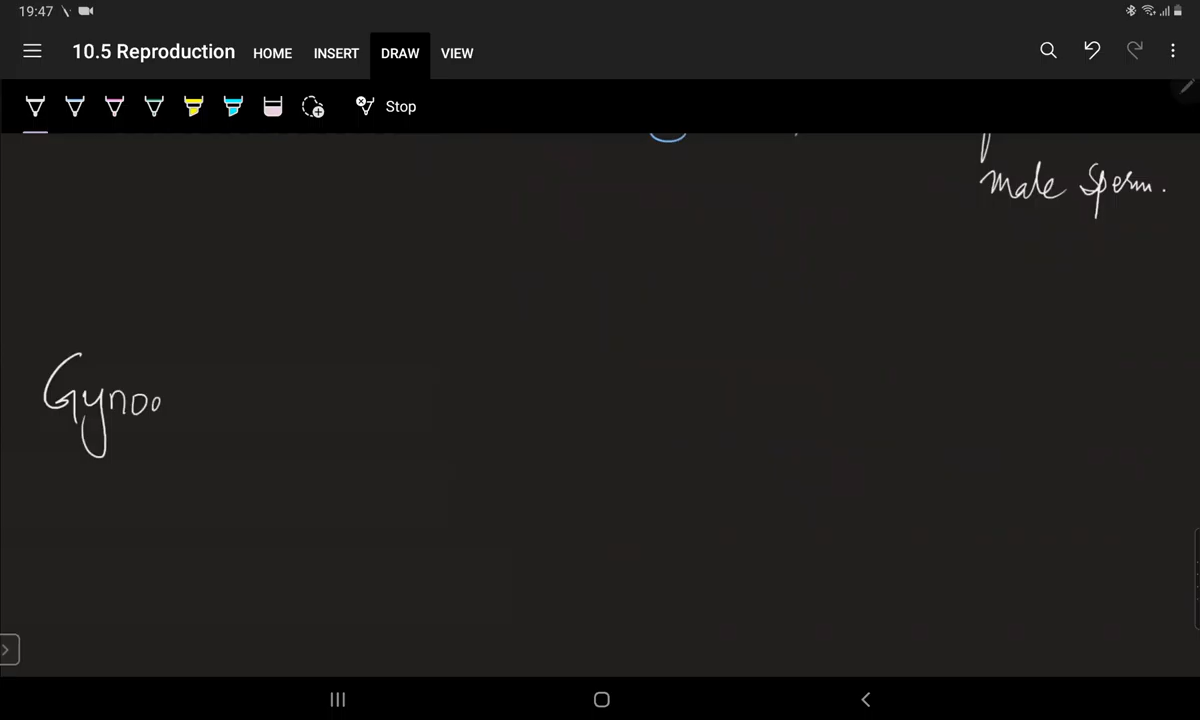 19:47
10.5 Reproduction HOME INSERT DRAW VIEW
Stop
male sperm.
Gynoo